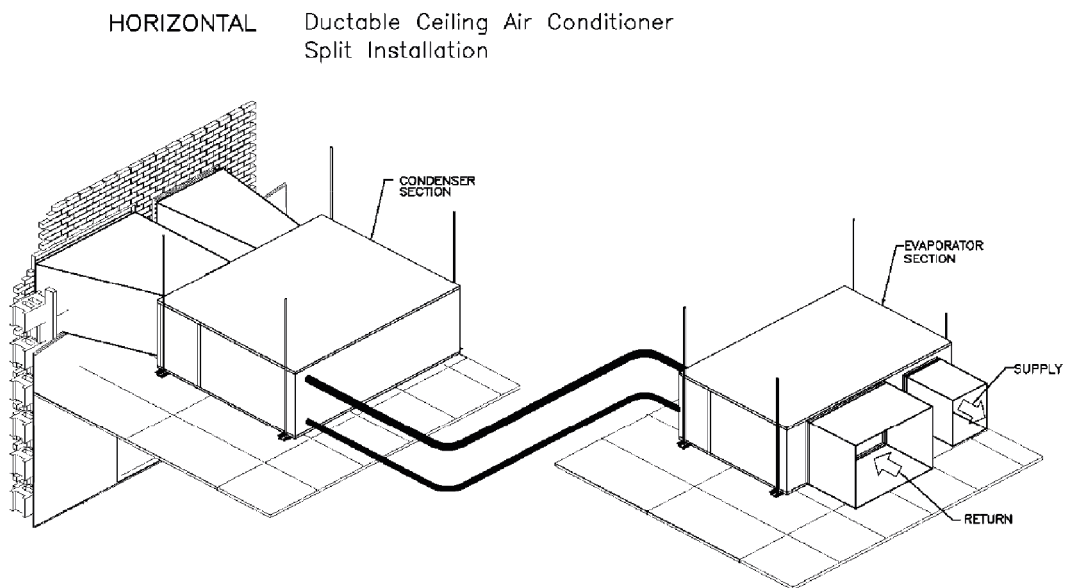 HORIZONTAL Ductable Ceiling Air Conditioner
Split Installation
CONDENSER
SECTION
EVAPORATOR
SECTION
SUPPLY
RETURN